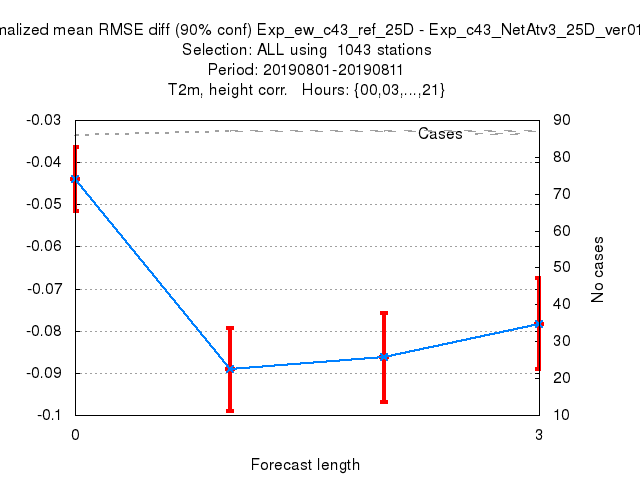 malized mean RMSE diff (90% conf) Exp_ew_c43_ref_25D - Exp_c43_NetAtv3_25D_ver01
Selection: ALL using 1043 stations
Period: 20190801-20190811
T2m, height corr. Hours: {00,03,...,21}
-0.03
-0.04
-0.05
-0.06
-0.07
-0.08
-0.09
-0.1
Cases
90
80
70
60
50
40
30
20
10
No cases
0
3
Forecast length